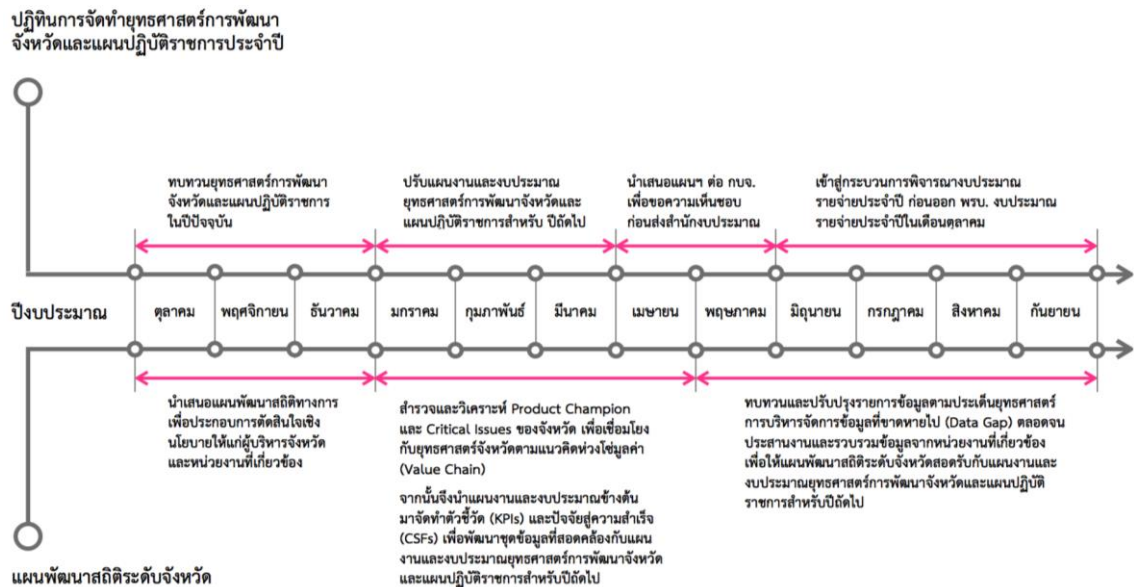 ปฏิทินการจัดทำยุทธศาสตร์การพัฒนา
จังหวัดและแผนปฏิบัติราชการประจำปี
ทบทวนยุทธศาสตร์การพัฒนา
จังหวัดและแผนปฏิบัติราชการ
ในปีปัจจุบัน
ปรับแผนงานและงบประมาณ
ยุทธศาสตร์การพัฒนาจังหวัดและ
แผนปฏิบัติราชการสำหรับ ปีถัดไป
นำเสนอแผนฯ ต่อ กบจ.
เพื่อขอความเห็นชอบ
ก่อนส่งสำนักงบประมาณ
เข้าสู่กระบวนการพิจารณางบประมาณ
รายจ่ายประจำปี ก่อนออก พรบ. งบประมาณ
รายจ่ายประจำปีในเดือนตุลาคม
ปีงบประมาณ
ตุลาคม
พฤศจิกายน
ธันวาคม
มกราคม
กุมภาพันธ์
มีนาคม
เมษายน
พฤษภาคม
มิถุนายน
กรกฎาคม
สิงหาคม
กันยายน
นำเสนอแผนพัฒนาสถิติทางการ
เพื่อประกอบการตัดสินใจเชิง
นโยบายให้แก่ผู้บริหารจังหวัด
และหน่วยงานที่เกี่ยวข้อง
สำรวจและวิเคราะห์ Product Champion
และ Critical Issues ของจังหวัด เพื่อเชื่อมโยง
กับยุทธศาสตร์จังหวัดตามแนวคิดห่วงโซ่มูลค่า
(Value Chain)
จากนั้นจึงนำแผนงานและงบประมาณข้างต้น
มาจัดทำตัวชี้วัด (KPIs) และปัจจัยสู่ความสำเร็จ
(CSFs) เพื่อพัฒนาชุดข้อมูลที่สอดคล้องกับแผน
งานและงบประมาณยุทธศาสตร์การพัฒนาจังหวัด
และแผนปฏิบัติราชการสำหรับปีถัดไป
ทบทวนและปรับปรุงรายการข้อมูลตามประเด็นยุทธศาสตร์
การบริหารจัดการข้อมูลที่ขาดหายไป (Data Gap) ตลอดจน
ประสานงานและรวบรวมข้อมูลจากหน่วยงานที่เกี่ยวข้อง
เพื่อให้แผนพัฒนาสถิติระดับจังหวัดสอดรับกับแผนงานและ
งบประมาณยุทธศาสตร์การพัฒนาจังหวัดและแผนปฏิบัติ
ราชการสำหรับปีถัดไป
แผนพัฒนาสถิติระดับจังหวัด